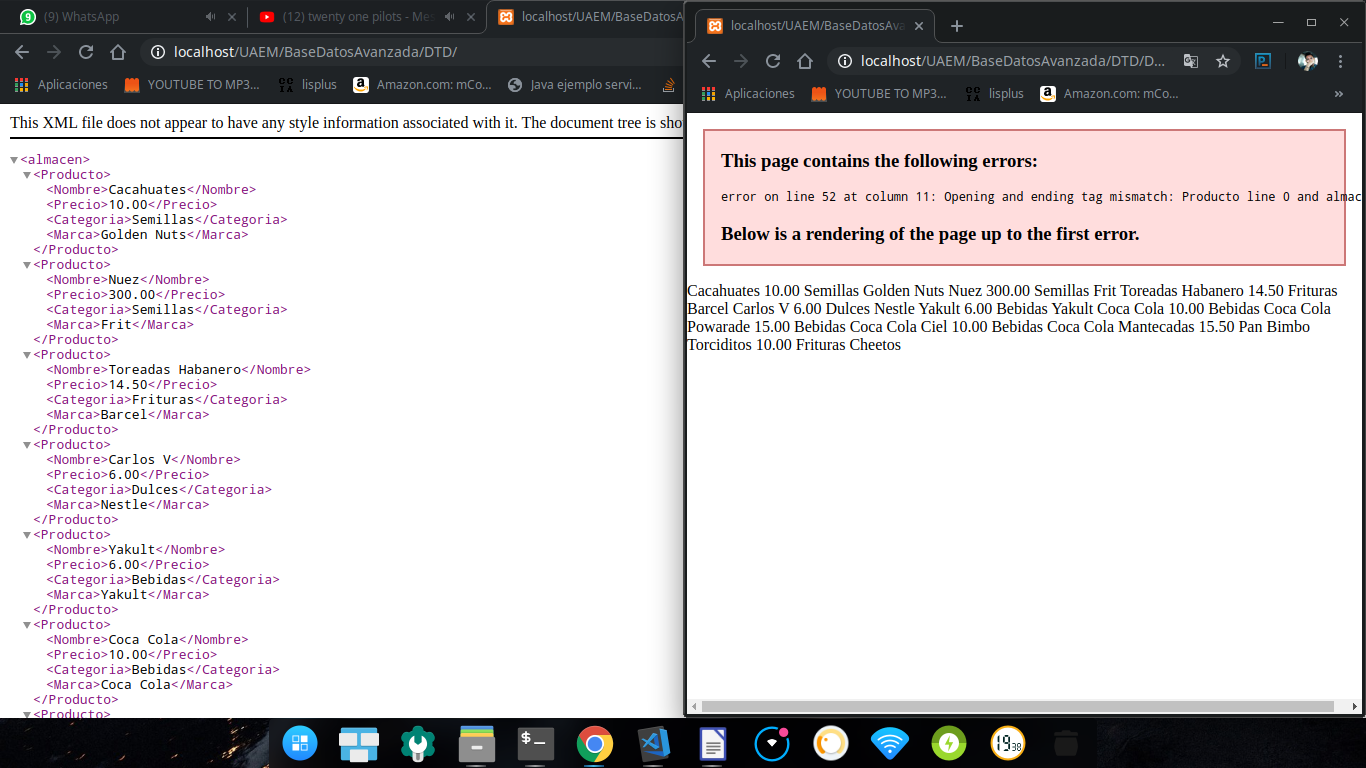 (9) WhatsApp
(12) twenty one pilots - Mes
localhost/UAEM/BaseDatosA
localhost/UAEM/BaseDatosAvanzada/DTD/
Aplicaciones
YOUTUBE TO MP3...
lisplus
Amazon.com: mCo...
Java ejemplo servi...
This XML file does not appear to have any style information associated with it. The document tree is sho
<almacen>
<Producto>
<Nombre>Cacahuates</Nombre>
<Precio>10.00</Precio>
<Categoria>Semillas</Categoria>
<Marca>Golden Nuts</Marca>
</Producto>
<Producto>
<Nombre>Nuez</Nombre>
<Precio>300.00</Precio>
<Categoria>Semillas</Categoria>
<Marca>Frit</Marca>
</Producto>
<Producto>
<Nombre>Toreadas Habanero</Nombre>
<Precio>14.50</Precio>
<Categoria>Frituras</Categoria>
<Marca>Barcel</Marca>
</Producto>
<Producto>
<Nombre>Carlos V</Nombre>
<Precio>6.00</Precio>
<Categoria>Dulces</Categoria>
<Marca>Nestle</Marca>
</Producto>
<Producto>
<Nombre>Yakult</Nombre>
<Precio>6.00</Precio>
<Categoria>Bebidas</Categoria>
<Marca>Yakult</Marca>
</Producto>
<Producto>
<Nombre>Coca Cola</Nombre>
<Precio>10.00</Precio>
<Categoria>Bebidas</Categoria>
<Marca>Coca Cola</Marca>
</Producto>
<Producto>
localhost/UAEM/BaseDatosAva
localhost/UAEM/BaseDatosAvanzada/DTD/D...
Aplicaciones
YOUTUBE TO MP3...
lisplus
Amazon.com: mCo...
»
This page contains the following errors:
error on line 52 at column 11: Opening and ending tag mismatch: Producto line 0 and almac
Below is a rendering of the page up to the first error.
Cacahuates 10.00 Semillas Golden Nuts Nuez 300.00 Semillas Frit Toreadas Habanero 14.50 Frituras
Barcel Carlos V 6.00 Dulces Nestle Yakult 6.00 Bebidas Yakult Coca Cola 10.00 Bebidas Coca Cola
Powarade 15.00 Bebidas Coca Cola Ciel 10.00 Bebidas Coca Cola Mantecadas 15.50 Pan Bimbo
Torciditos 10.00 Frituras Cheetos
19 38